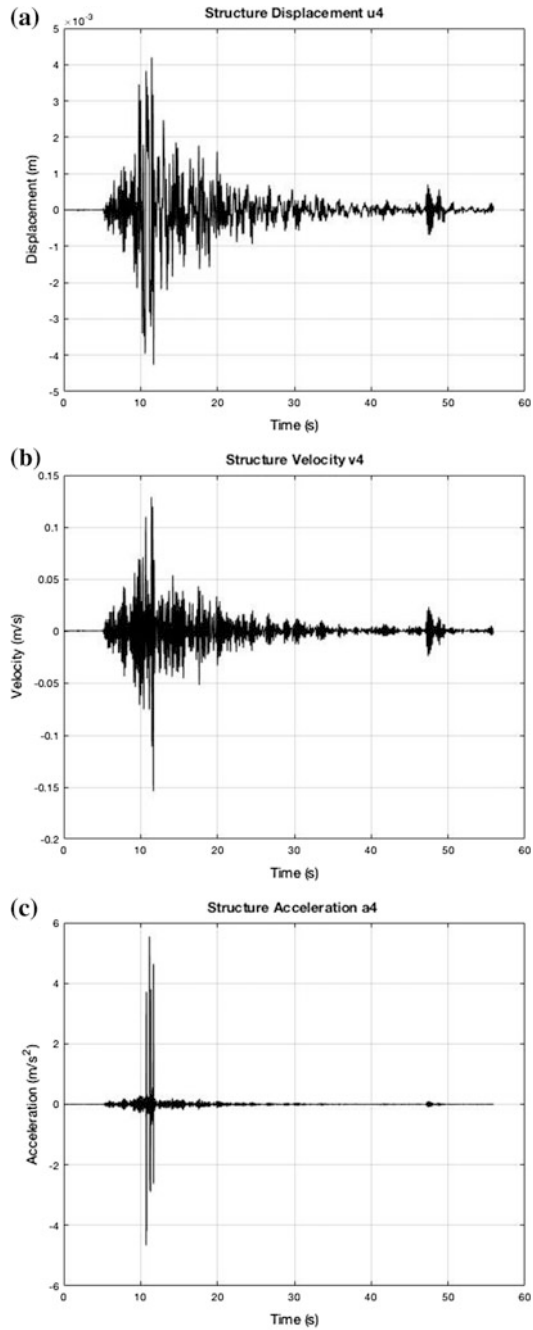 (a)
Structure Displacement u4
×10⁻³
5
4
3
2
1
0
-1
-2
-3
-4
-5
Displacement (m)
0 10 20 30 40 50 60
Time (s)
(b)
Structure Velocity v4
0.15
0.1
0.05
0
-0.05
-0.1
-0.15
-0.2
Velocity (m/s)
0 10 20 30 40 50 60
Time (s)
(c)
Structure Acceleration a4
6
4
2
0
-2
-4
-6
Acceleration (m/s²)
0 10 20 30 40 50 60
Time (s)